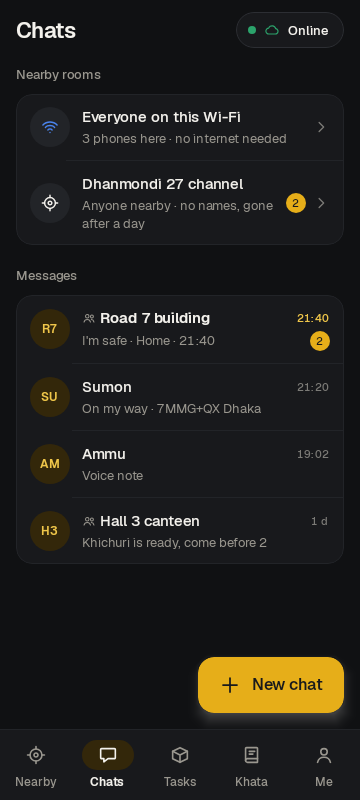 Chats
Online
Nearby rooms
Everyone on this Wi-Fi
3 phones here · no internet needed
Dhanmondi 27 channel
Anyone nearby · no names, gone
after a day
2
Messages
R7
Road 7 building
21:40
I'm safe · Home · 21:40
2
SU
Sumon
21:20
On my way · 7MMG+QX Dhaka
AM
Ammu
19:02
Voice note
H3
Hall 3 canteen
1 d
Khichuri is ready, come before 2
New chat
Nearby
Chats
Tasks
Khata
Me